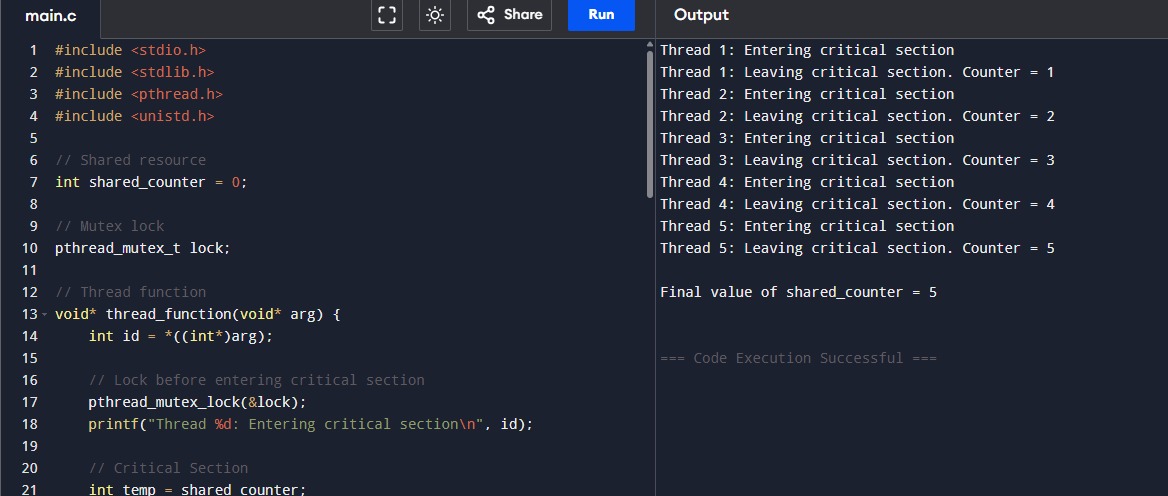 main.c
Share
Run
Output
1 #include <stdio.h>
2 #include <stdlib.h>
3 #include <pthread.h>
4 #include <unistd.h>
5
6 // Shared resource
7 int shared_counter = 0;
8
9 // Mutex lock
10 pthread_mutex_t lock;
11
12 // Thread function
13 void* thread_function(void* arg) {
14     int id = *((int*)arg);
15
16     // Lock before entering critical section
17     pthread_mutex_lock(&lock);
18     printf("Thread %d: Entering critical section\n", id);
19
20     // Critical Section
21     int temp = shared_counter;
Thread 1: Entering critical section
Thread 1: Leaving critical section. Counter = 1
Thread 2: Entering critical section
Thread 2: Leaving critical section. Counter = 2
Thread 3: Entering critical section
Thread 3: Leaving critical section. Counter = 3
Thread 4: Entering critical section
Thread 4: Leaving critical section. Counter = 4
Thread 5: Entering critical section
Thread 5: Leaving critical section. Counter = 5
Final value of shared_counter = 5
=== Code Execution Successful ===